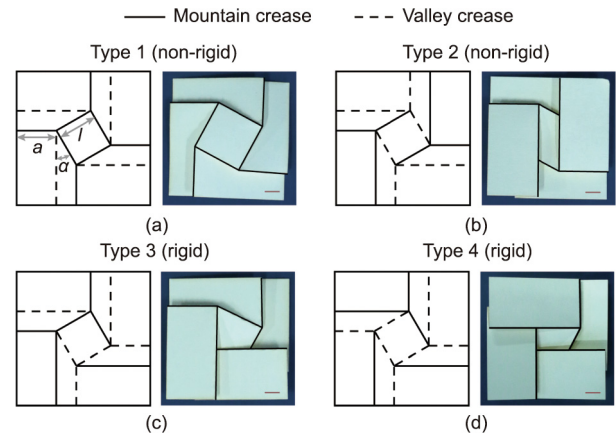 Mountain crease Valley crease
Type 1 (non-rigid) Type 2 (non-rigid)
a l α
(a) (b)
Type 3 (rigid) Type 4 (rigid)
(c) (d)